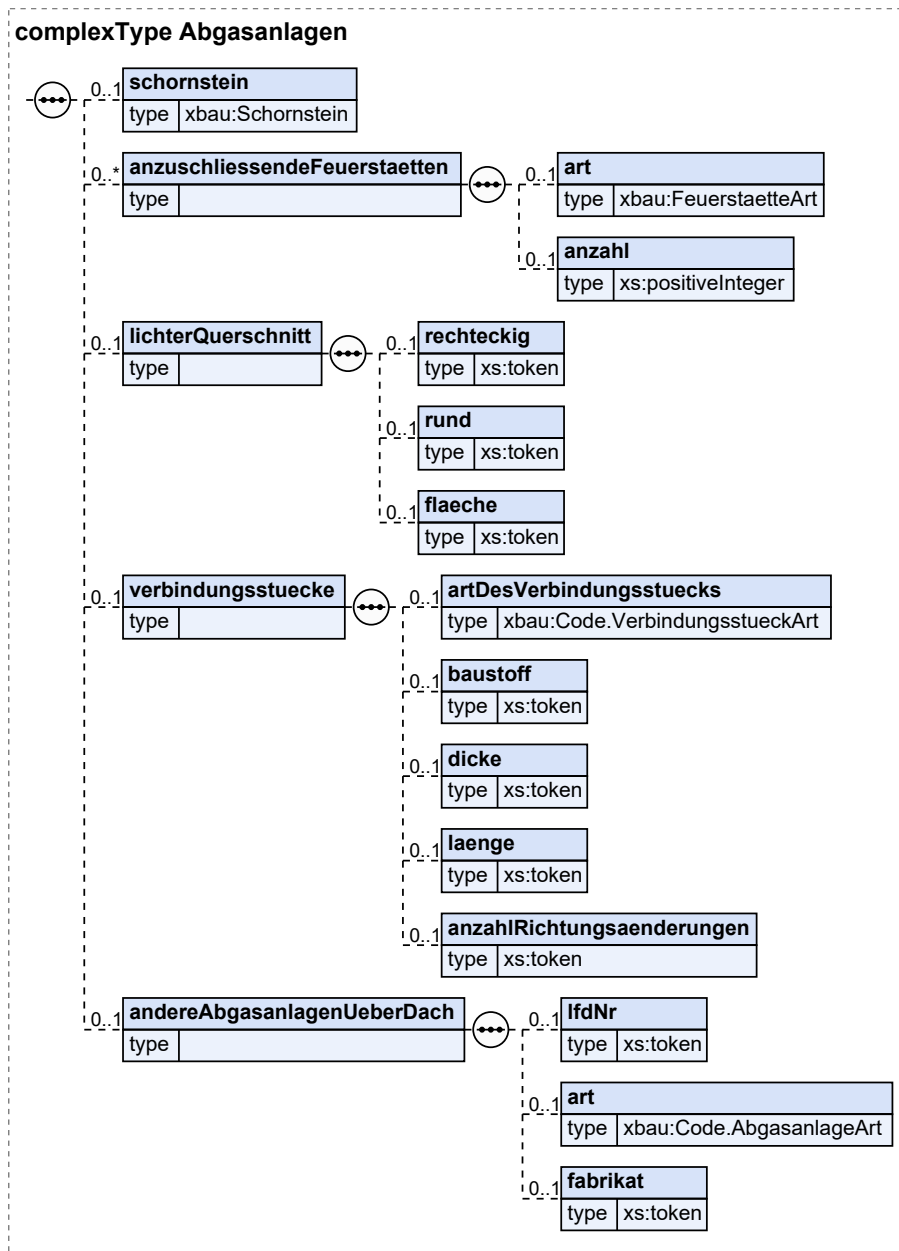 complexType Abgasanlagen
0..1 schornstein
type xbau:Schornstein
0..* anzuschliessendeFeuerstaetten
type
0..1 art
type xbau:FeuerstaetteArt
0..1 anzahl
type xs:positiveInteger
0..1 lichterQuerschnitt
type
0..1 rechteckig
type xs:token
0..1 rund
type xs:token
0..1 flaeche
type xs:token
0..1 verbindungsstuecke
type
0..1 artDesVerbindungsstuecks
type xbau:Code.VerbindungsstueckArt
0..1 baustoff
type xs:token
0..1 dicke
type xs:token
0..1 laenge
type xs:token
0..1 anzahlRichtungsaenderungen
type xs:token
0..1 andereAbgasanlagenUeberDach
type
0..1 lfdNr
type xs:token
0..1 art
type xbau:Code.AbgasanlageArt
0..1 fabrikat
type xs:token